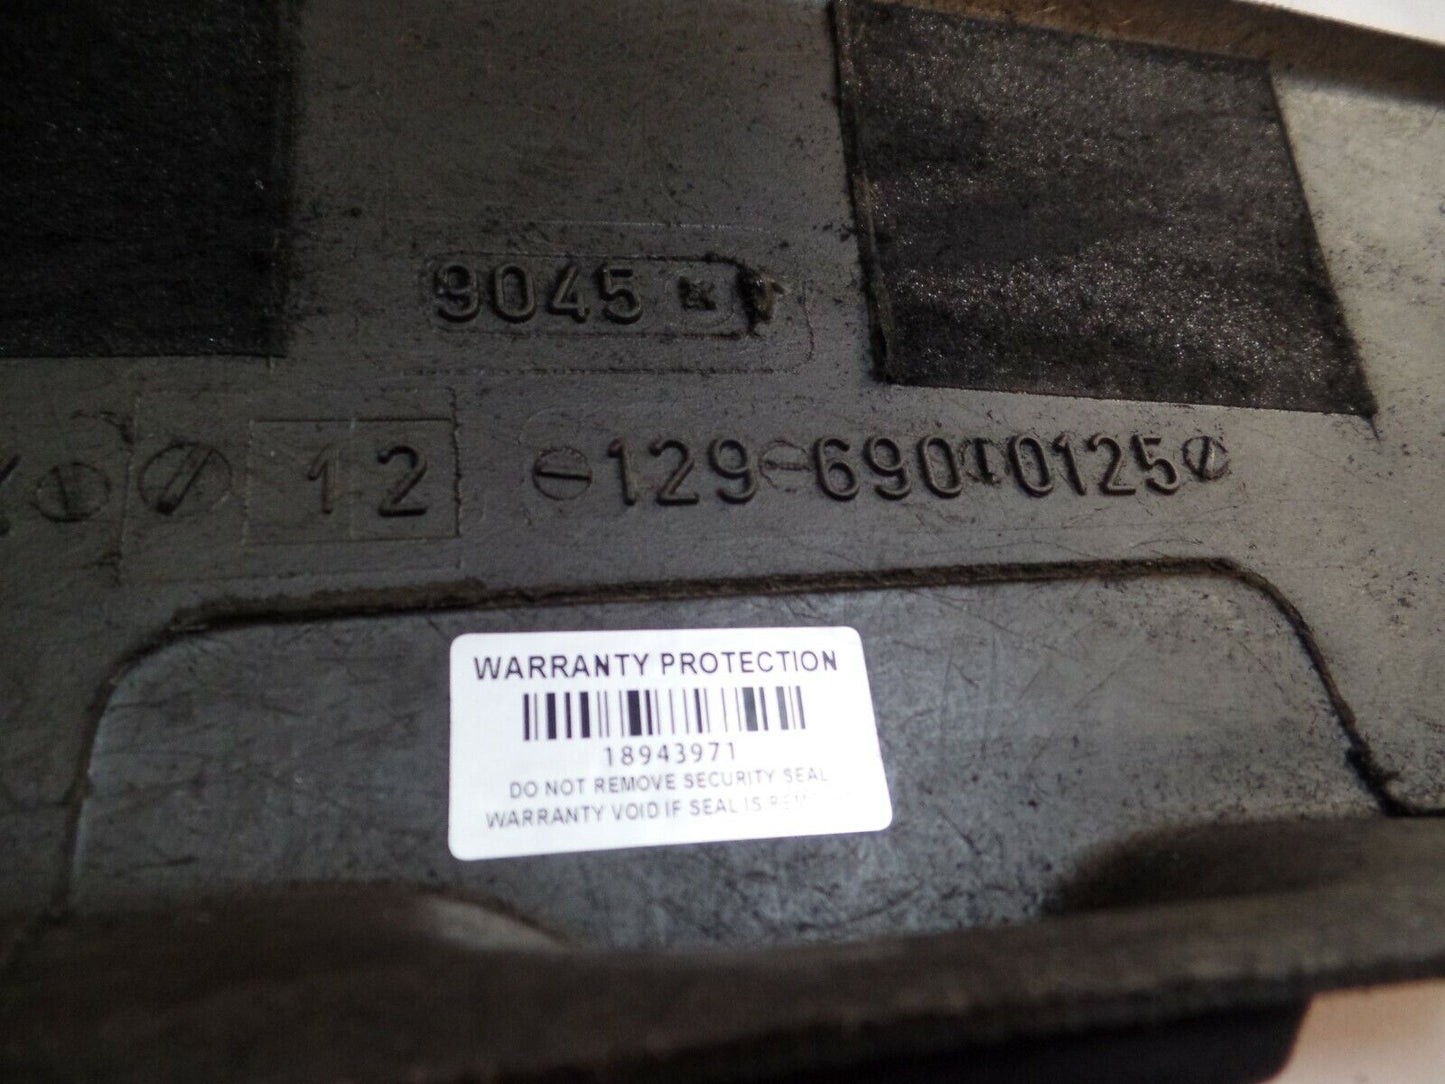 9045 K
12 129 690 0125
WARRANTY PROTECTION
18943971
DO NOT REMOVE SECURITY SEAL
WARRANTY VOID IF SEAL IS